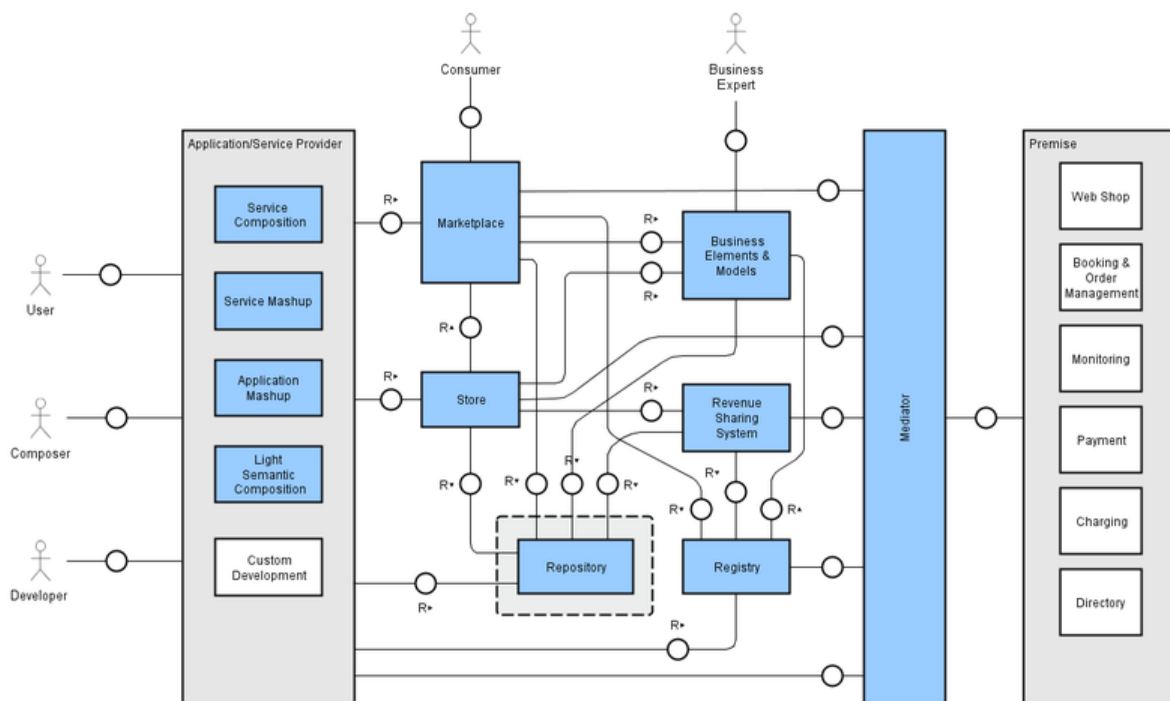 Consumer
Business
Expert
Application/Service Provider
Premise
Service
Composition
R▸
Marketplace
R▸
Business
Elements &
Models
Web Shop
Mediator
Booking &
Order
Management
User
Service Mashup
R▸
R▴
Monitoring
Application
Mashup
R▸
Store
R▸
Revenue
Sharing
System
Composer
Payment
Light
Semantic
Composition
R▾
R▾
R▾
R▾
R▾
R▾
R▴
Charging
Developer
Custom
Development
Repository
Registry
R▸
Directory
R▸